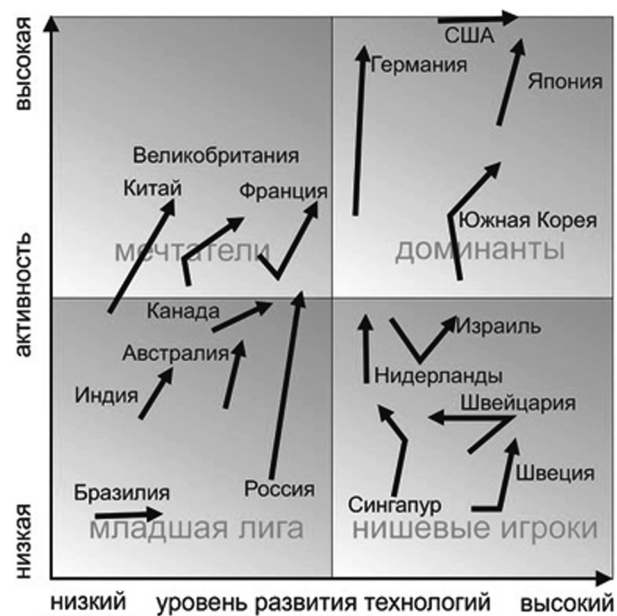 высокая
активность
низкая
США
Германия
Япония
Великобритания
Китай
Франция
Южная Корея
мечтатели
доминанты
Канада
Израиль
Австралия
Нидерланды
Индия
Швейцария
Швеция
Бразилия
Россия
Сингапур
младшая лига
нишевые игроки
низкий уровень развития технологий высокий